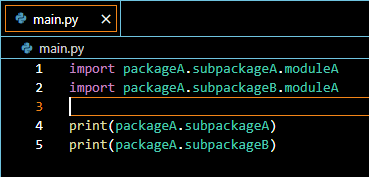 main.py
main.py
1 import packageA.subpackageA.moduleA
2 import packageA.subpackageB.moduleA
3
4 print(packageA.subpackageA)
5 print(packageA.subpackageB)